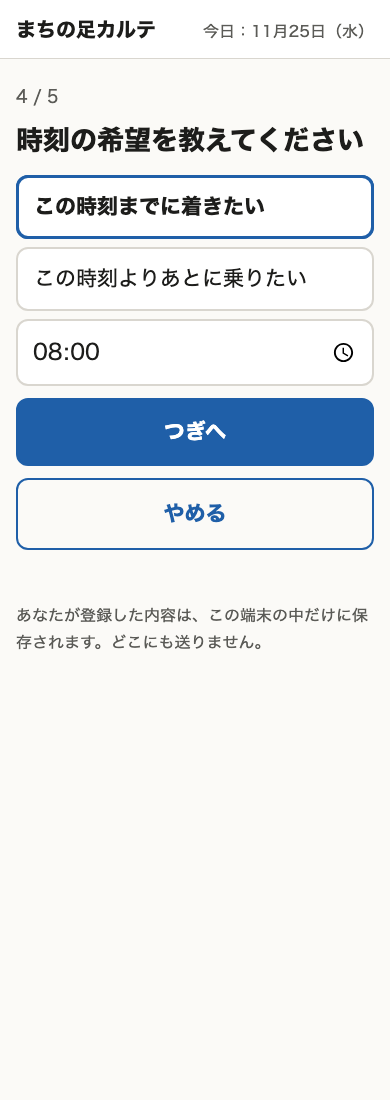 まちの足カルテ
今日：11月25日（水）
4 / 5
時刻の希望を教えてください
この時刻までに着きたい
この時刻よりあとに乗りたい
08:00
つぎへ
やめる
あなたが登録した内容は、この端末の中だけに保
存されます。どこにも送りません。